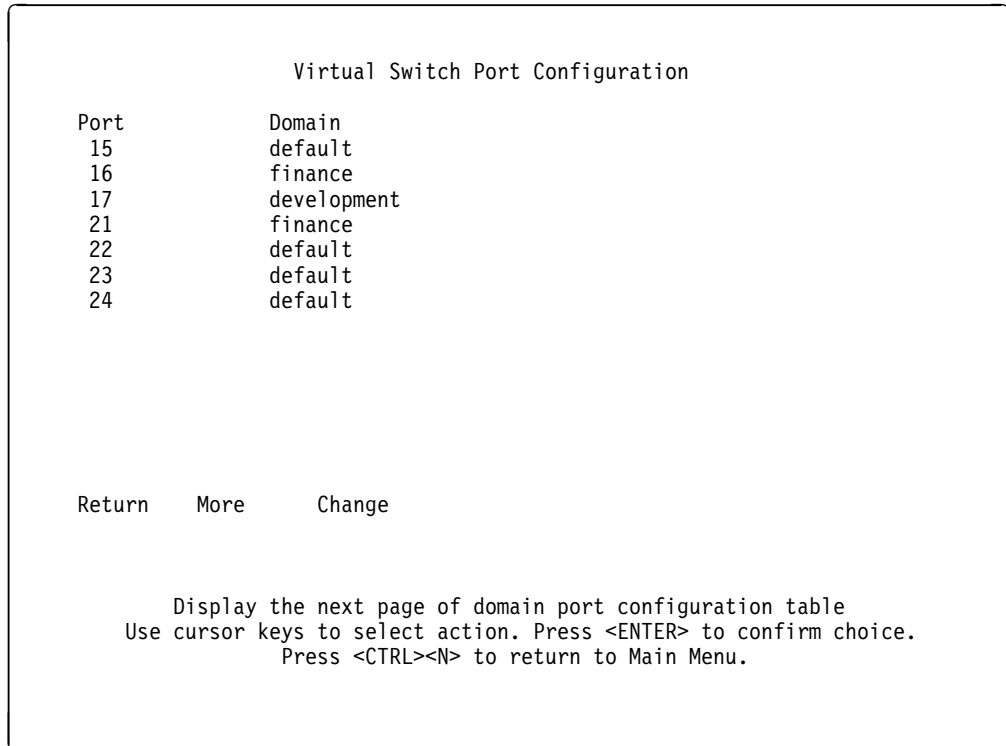 Virtual Switch Port Configuration
Port Domain
15 default
16 finance
17 development
21 finance
22 default
23 default
24 default
Return More Change
Display the next page of domain port configuration table
Use cursor keys to select action. Press <ENTER> to confirm choice.
Press <CTRL><N> to return to Main Menu.